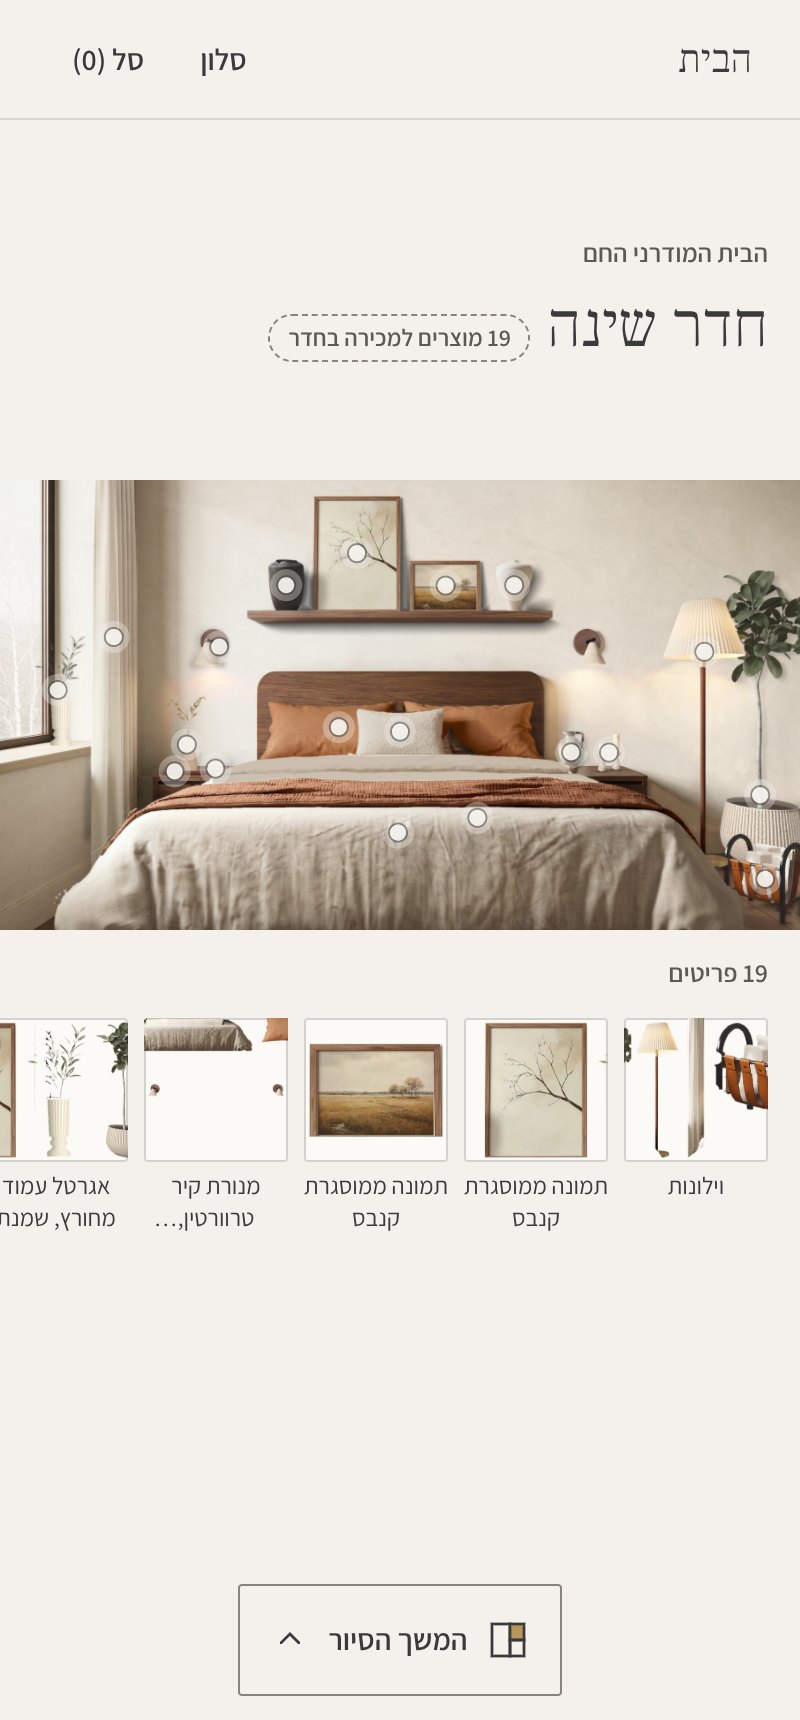 הבית
סלון
סל (0)
הבית המודרני החם
חדר שינה
19 מוצרים למכירה בחדר
19 פריטים
וילונות
תמונה ממוסגרת
קנבס
תמונה ממוסגרת
קנבס
מנורת קיר
טרוורטין,...
אגרטל עמוד
מחורץ, שמנת
המשך הסיור